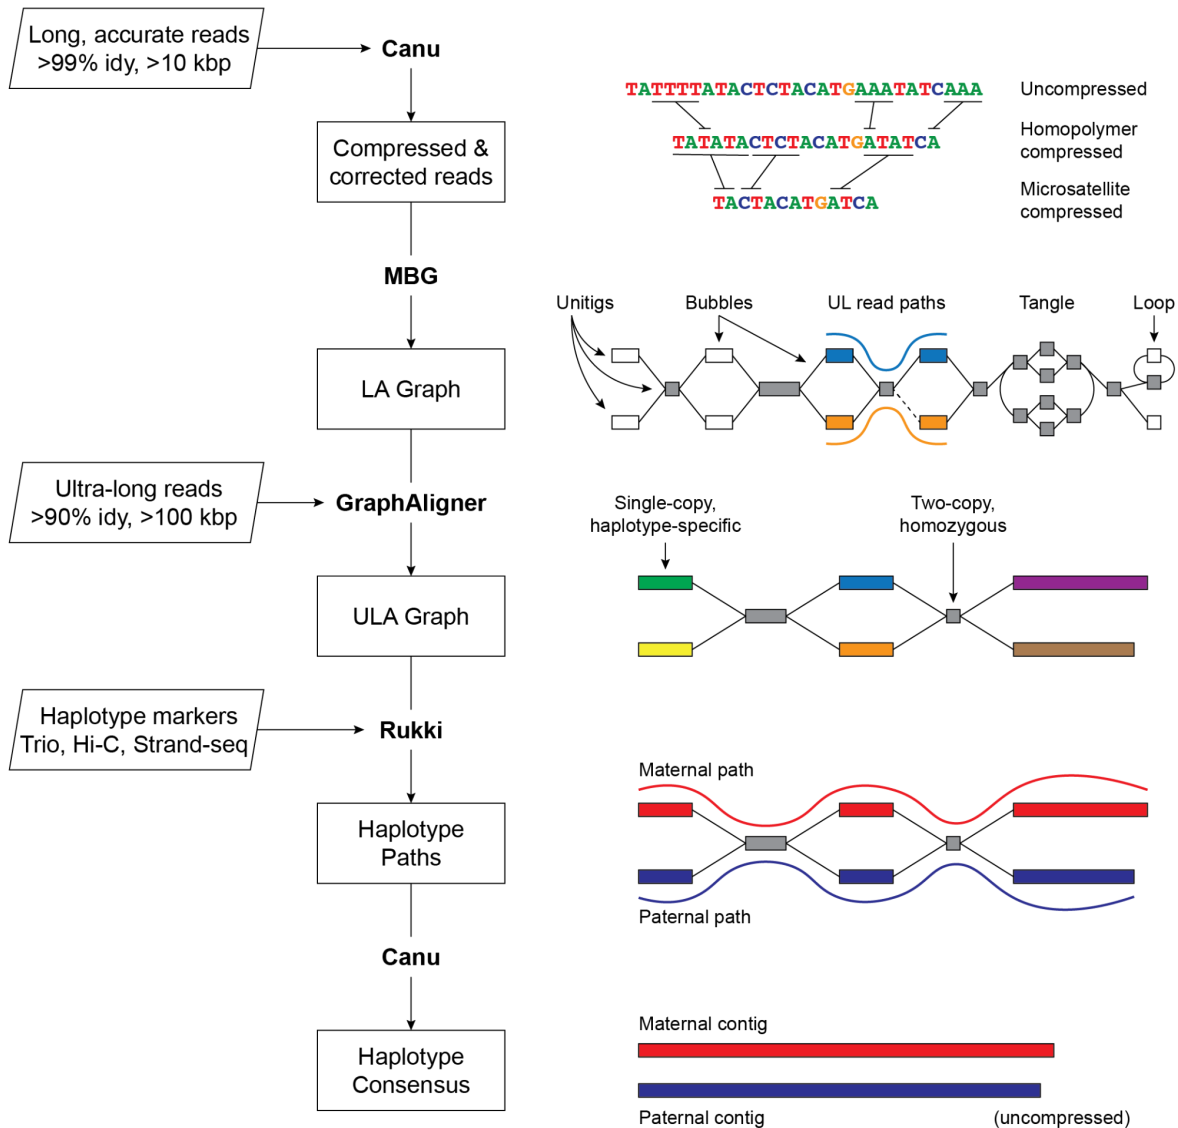 Long, accurate reads
>99% idy, >10 kbp
Canu
Compressed &
corrected reads
TATTTTATACTCTACATGAAATATCAAA
Uncompressed
TATATACTCTACATGATATCA
Homopolymer
compressed
TACTACATGATCA
Microsatellite
compressed
MBG
Unitigs
Bubbles
UL read paths
Tangle
Loop
LA Graph
Ultra-long reads
>90% idy, >100 kbp
GraphAligner
Single-copy,
haplotype-specific
Two-copy,
homozygous
ULA Graph
Haplotype markers
Trio, Hi-C, Strand-seq
Rukki
Maternal path
Haplotype
Paths
Paternal path
Canu
Haplotype
Consensus
Maternal contig
Paternal contig
(uncompressed)